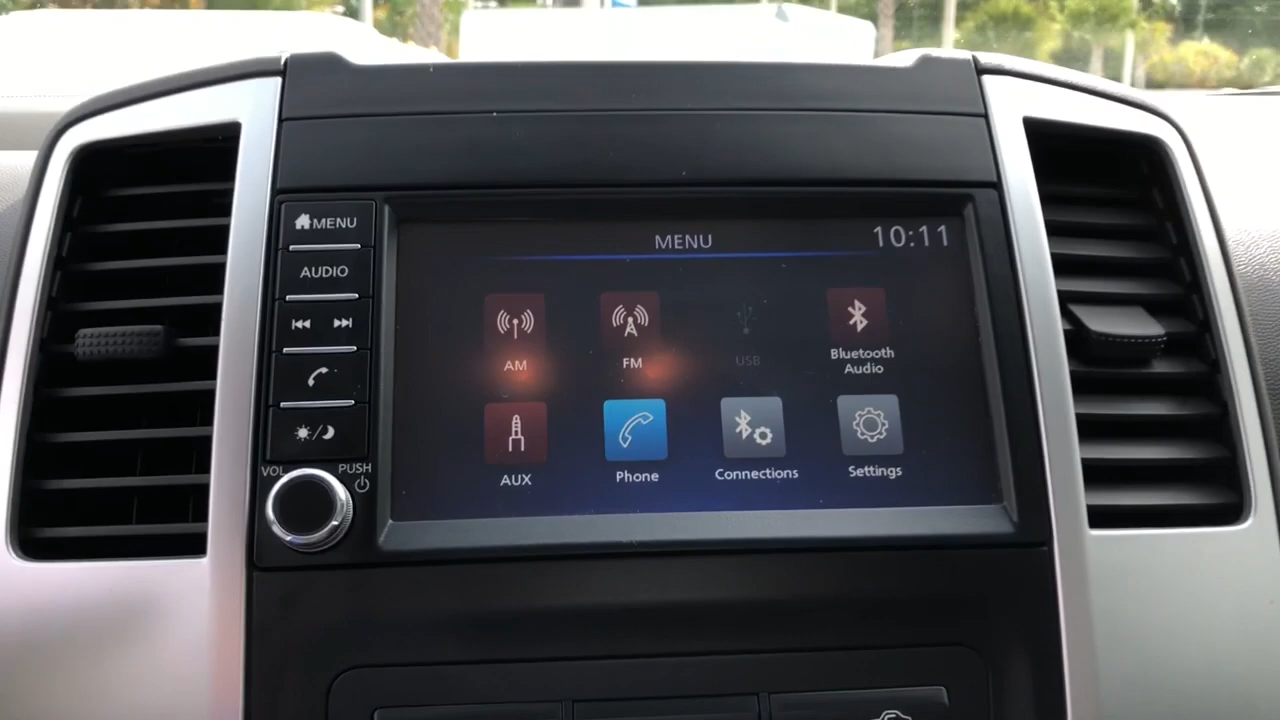 MENU
AUDIO
VOL
PUSH
MENU
10:11
AM
FM
USB
Bluetooth
Audio
AUX
Phone
Connections
Settings